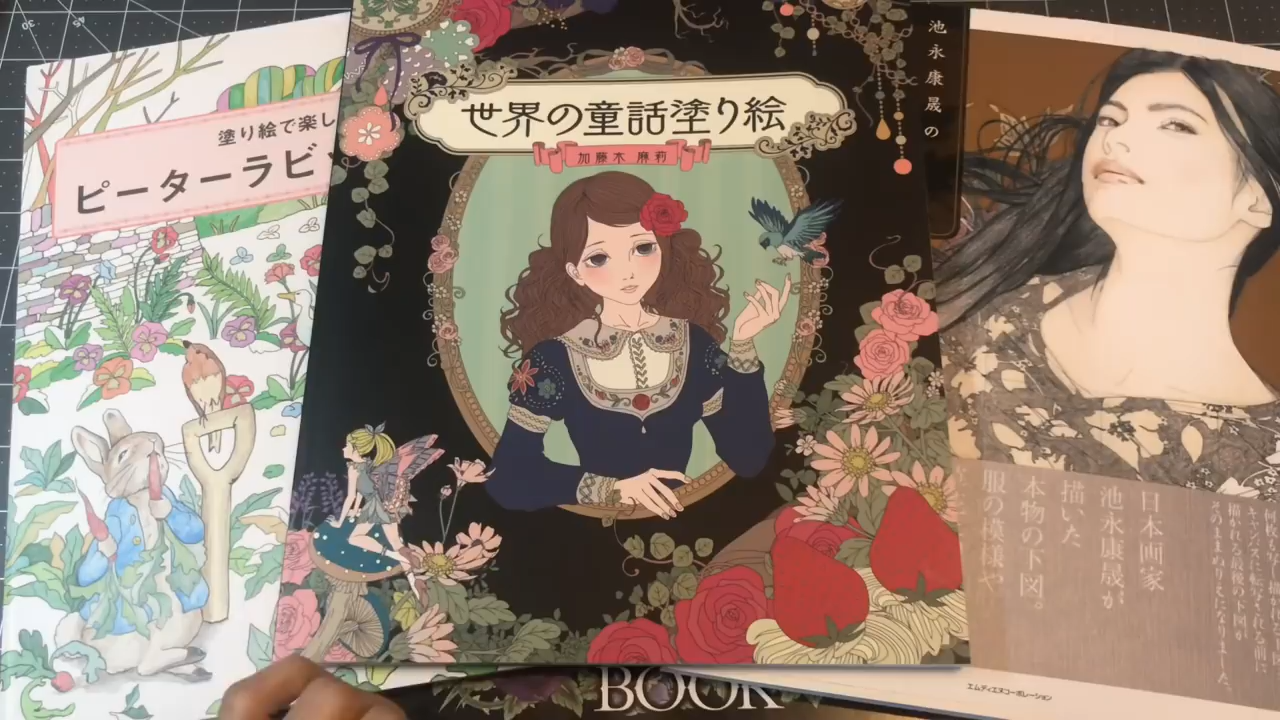 塗り絵で楽し
ピーターラビ
世界の童話塗り絵
加藤木 麻莉
池永康晟の
日本画家
池永康晟が
描いた
本物の下図。
服の模様や
エムディエヌコーポレーション
BOOK
30